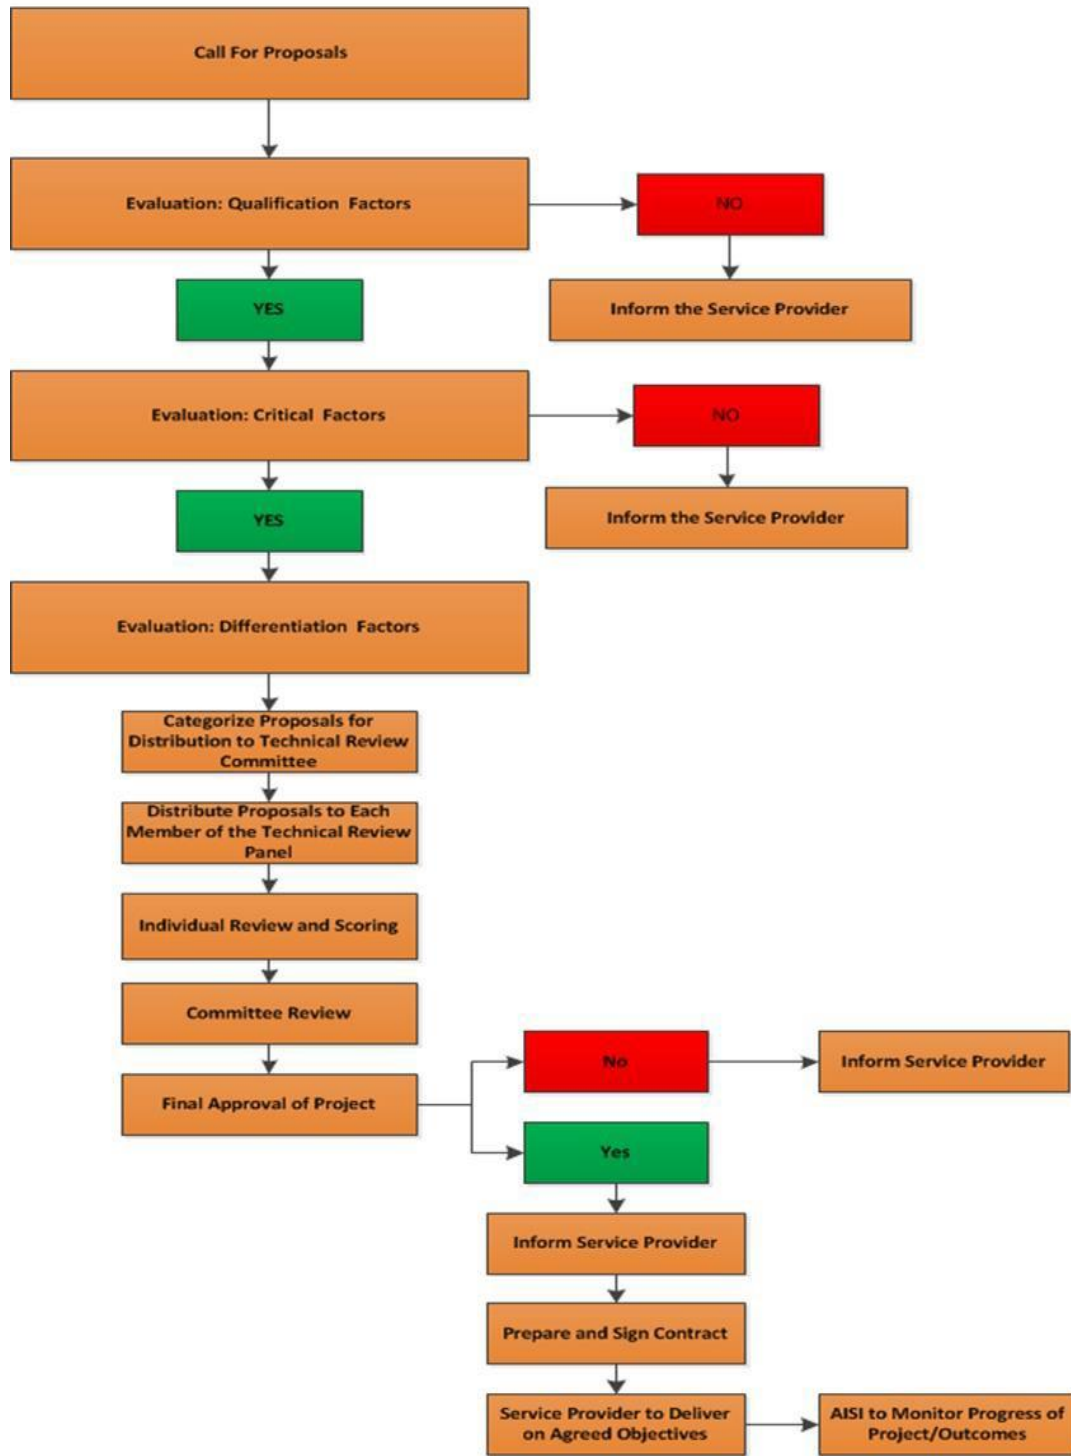 Call For Proposals
Evaluation: Qualification Factors
NO
YES
Inform the Service Provider
Evaluation: Critical Factors
NO
YES
Inform the Service Provider
Evaluation: Differentiation Factors
Categorize Proposals for
Distribution to Technical Review
Committee
Distribute Proposals to Each
Member of the Technical Review
Panel
Individual Review and Scoring
Committee Review
Final Approval of Project
No
Inform Service Provider
Yes
Inform Service Provider
Prepare and Sign Contract
Service Provider to Deliver
on Agreed Objectives
AISI to Monitor Progress of
Project/Outcomes